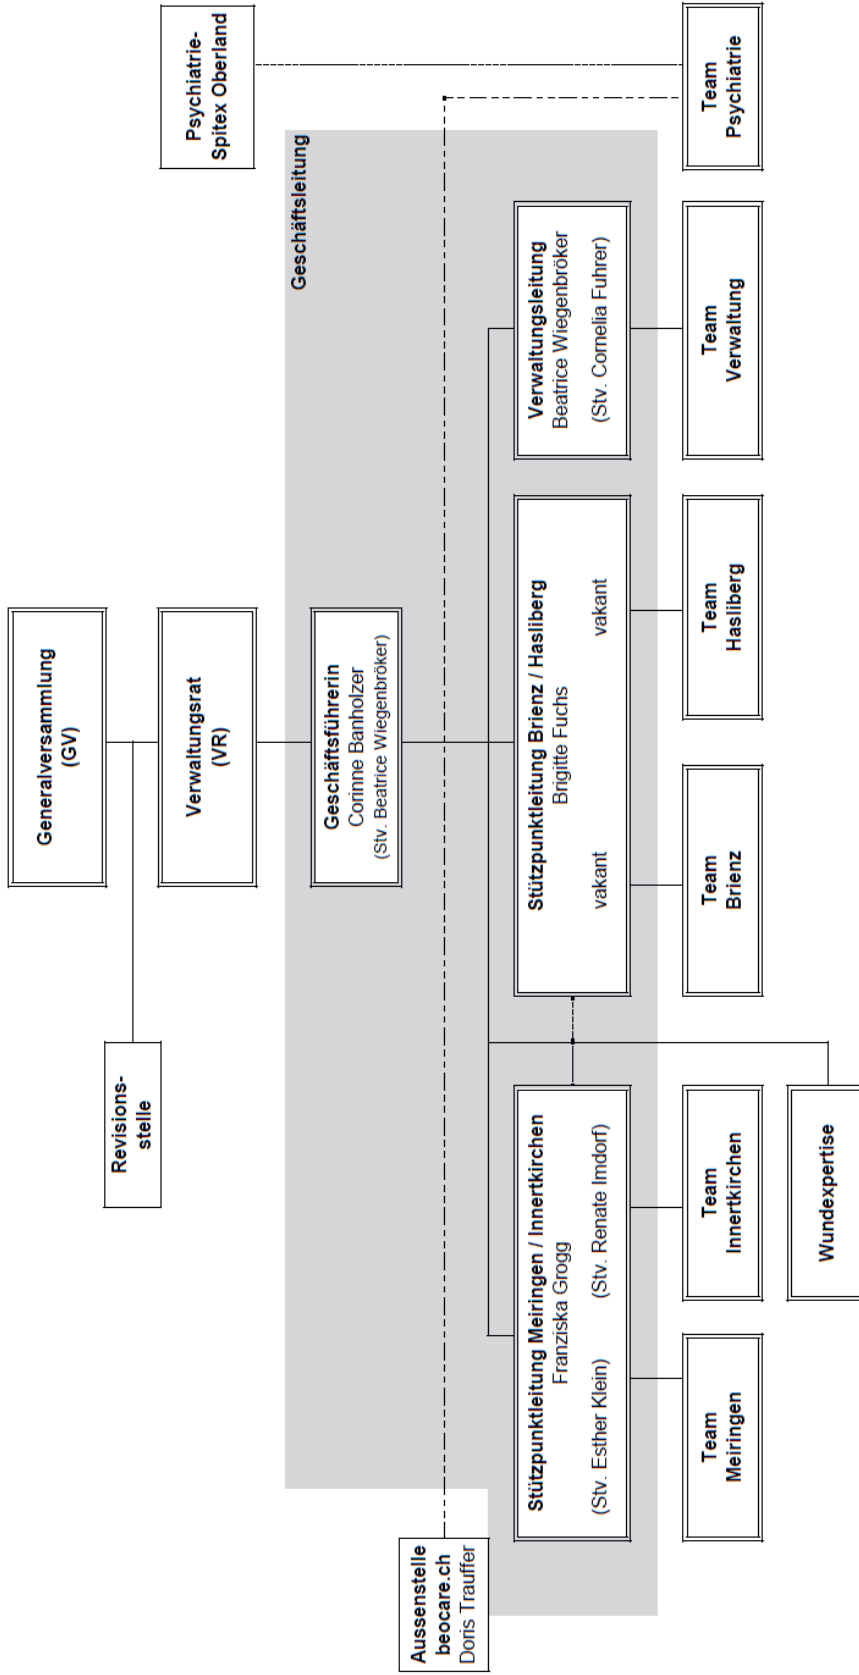 Generalversammlung
(GV)
Revisions-
stelle
Verwaltungsrat
(VR)
Psychiatrie-
Spitex Oberland
Geschäftsleitung
Geschäftsführerin
Corinne Banholzer
(Stv. Beatrice Wiegenbröker)
Aussenstelle
beocare.ch
Doris Trauffer
Stützpunktleitung Meiringen / Innertkirchen
Franziska Grogg
(Stv. Esther Klein) (Stv. Renate Imdorf)
Stützpunktleitung Brienz / Hasliberg
Brigitte Fuchs
vakant vakant
Verwaltungsleitung
Beatrice Wiegenbröker
(Stv. Cornelia Fuhrer)
Team
Meiringen
Team
Innertkirchen
Team
Brienz
Team
Hasliberg
Team
Verwaltung
Team
Psychiatrie
Wundexpertise